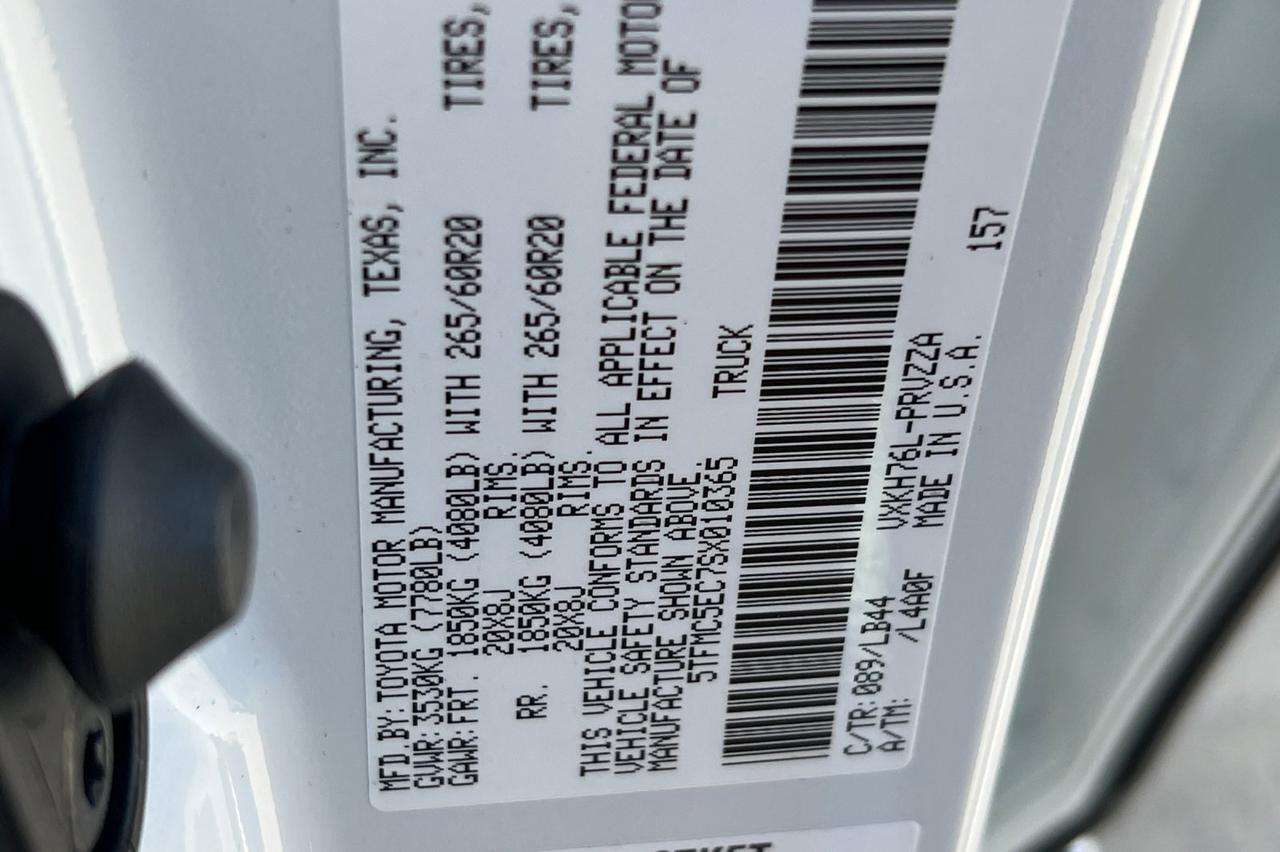 MFD.BY: TOYOTA MOTOR MANUFACTURING, TEXAS, INC.
GVWR: 3530KG (7780LB)
GAWR: FRT. 1850KG (4080LB) WITH 265/60R20 TIRES,
20X8J RIMS,
RR. 1850KG (4080LB) WITH 265/60R20 TIRES,
20X8J RIMS.
THIS VEHICLE CONFORMS TO ALL APPLICABLE FEDERAL MOTO
VEHICLE SAFETY STANDARDS IN EFFECT ON THE DATE OF
MANUFACTURE SHOWN ABOVE.
5TFMC5EC7SX010365 TRUCK
C/TR: 089/LB44 VXKH76L-PRVZZA
A/TM: /L4A0F MADE IN U.S.A.
157